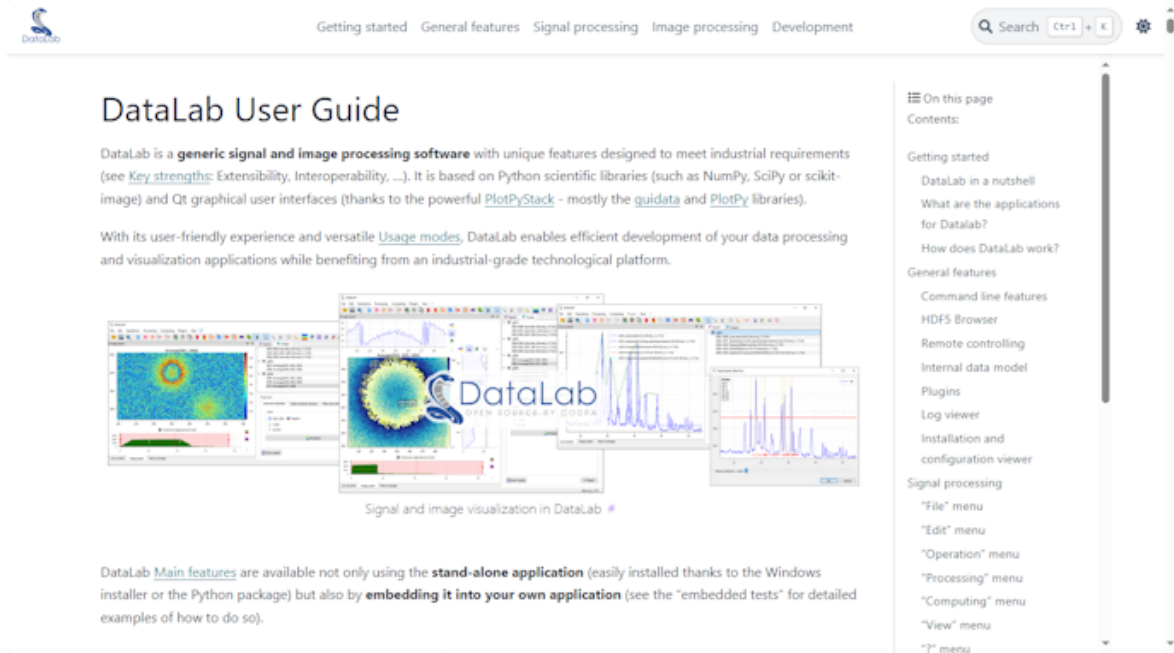 DataLab
Getting started General features Signal processing Image processing Development
Search Ctrl + K
DataLab User Guide
DataLab is a generic signal and image processing software with unique features designed to meet industrial requirements
(see Key strengths: Extensibility, Interoperability, ...). It is based on Python scientific libraries (such as NumPy, SciPy or scikit-
image) and Qt graphical user interfaces (thanks to the powerful PlotPyStack - mostly the guidata and PlotPy libraries).
With its user-friendly experience and versatile Usage modes, DataLab enables efficient development of your data processing
and visualization applications while benefiting from an industrial-grade technological platform.
DataLab
OPEN SOURCE BY CODRA
Signal and image visualization in DataLab #
DataLab Main features are available not only using the stand-alone application (easily installed thanks to the Windows
installer or the Python package) but also by embedding it into your own application (see the "embedded tests" for detailed
examples of how to do so).
On this page
Contents:
Getting started
DataLab in a nutshell
What are the applications
for Datalab?
How does DataLab work?
General features
Command line features
HDF5 Browser
Remote controlling
Internal data model
Plugins
Log viewer
Installation and
configuration viewer
Signal processing
"File" menu
"Edit" menu
"Operation" menu
"Processing" menu
"Computing" menu
"View" menu
"?" menu